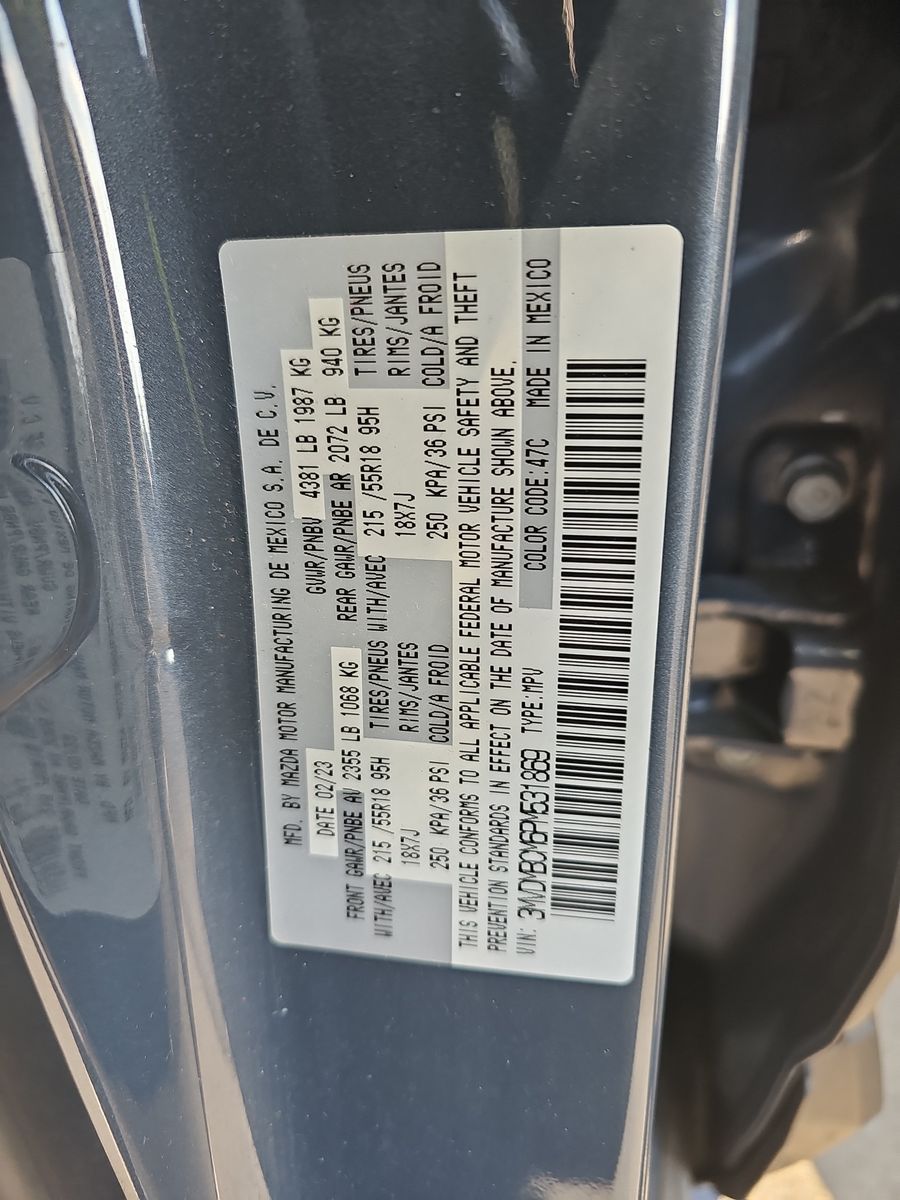 MFD. BY MAZDA MOTOR MANUFACTURING DE MEXICO S.A. DE C.V.
DATE 02/23 GVWR/PNBV 4381 LB 1987 KG
FRONT GAWR/PNBE AV 2355 LB 1068 KG REAR GAWR/PNBE AR 2072 LB 940 KG
WITH/AVEC 215 /55R18 95H TIRES/PNEUS WITH/AVEC 215 /55R18 95H TIRES/PNEUS
18X7J RIMS/JANTES 18X7J RIMS/JANTES
250 KPA/36 PSI COLD/A FROID 250 KPA/36 PSI COLD/A FROID
THIS VEHICLE CONFORMS TO ALL APPLICABLE FEDERAL MOTOR VEHICLE SAFETY AND THEFT
PREVENTION STANDARDS IN EFFECT ON THE DATE OF MANUFACTURE SHOWN ABOVE.
VIN: 3MVDMBCM6PM531869 TYPE:MPV COLOR CODE:47C MADE IN MEXICO